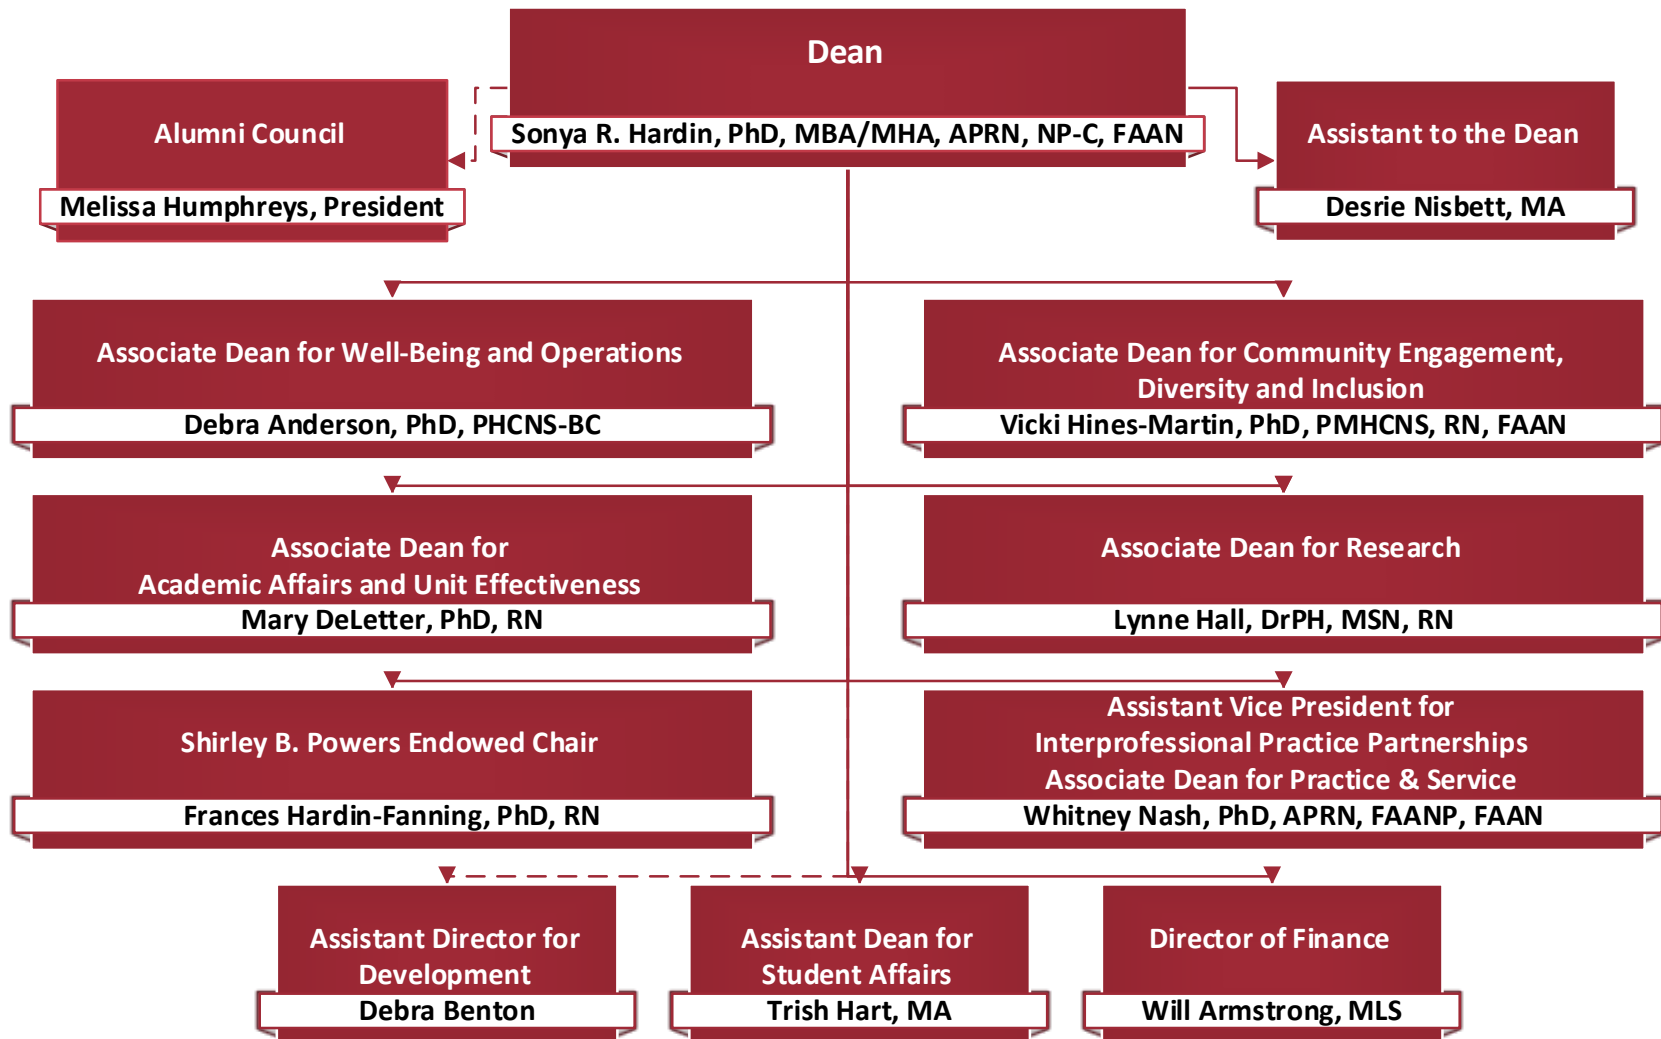 Dean
Sonya R. Hardin, PhD, MBA/MHA, APRN, NP-C, FAAN
Alumni Council
Melissa Humphreys, President
Assistant to the Dean
Desrie Nisbett, MA
Associate Dean for Well-Being and Operations
Debra Anderson, PhD, PHCNS-BC
Associate Dean for Community Engagement,
Diversity and Inclusion
Vicki Hines-Martin, PhD, PMHCNS, RN, FAAN
Associate Dean for
Academic Affairs and Unit Effectiveness
Mary DeLetter, PhD, RN
Associate Dean for Research
Lynne Hall, DrPH, MSN, RN
Shirley B. Powers Endowed Chair
Frances Hardin-Fanning, PhD, RN
Assistant Vice President for
Interprofessional Practice Partnerships
Associate Dean for Practice & Service
Whitney Nash, PhD, APRN, FAANP, FAAN
Assistant Director for
Development
Debra Benton
Assistant Dean for
Student Affairs
Trish Hart, MA
Director of Finance
Will Armstrong, MLS